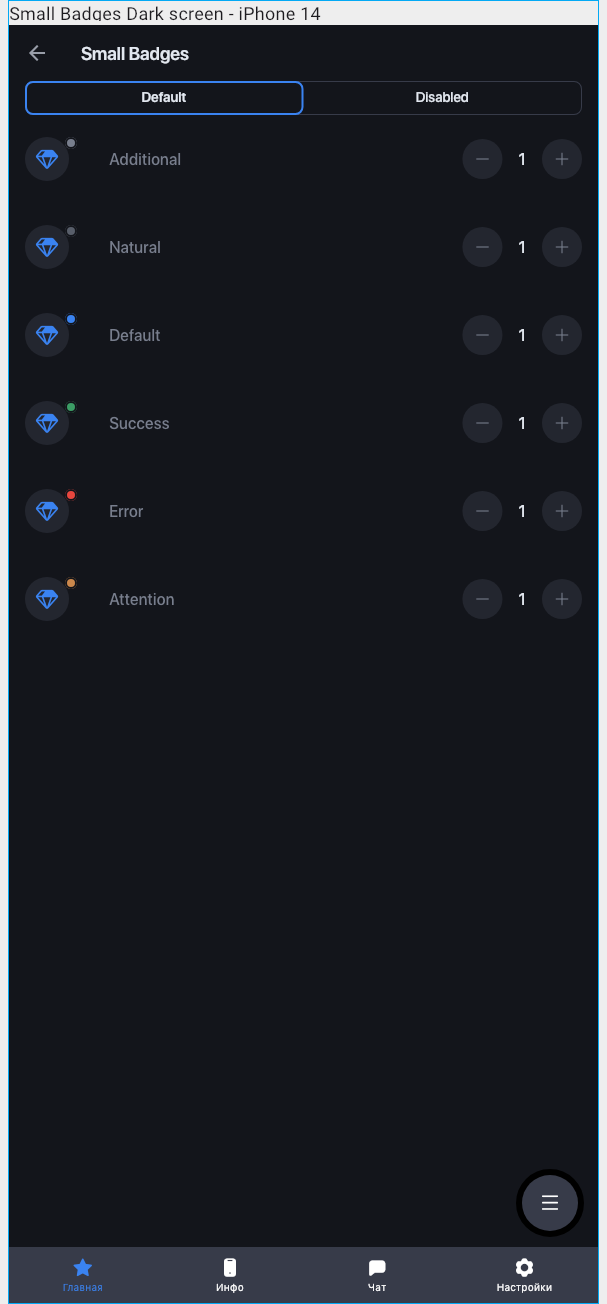 Small Badges Dark screen - iPhone 14
Small Badges
Default Disabled
Additional 1
Natural 1
Default 1
Success 1
Error 1
Attention 1
Главная Инфо Чат Настройки